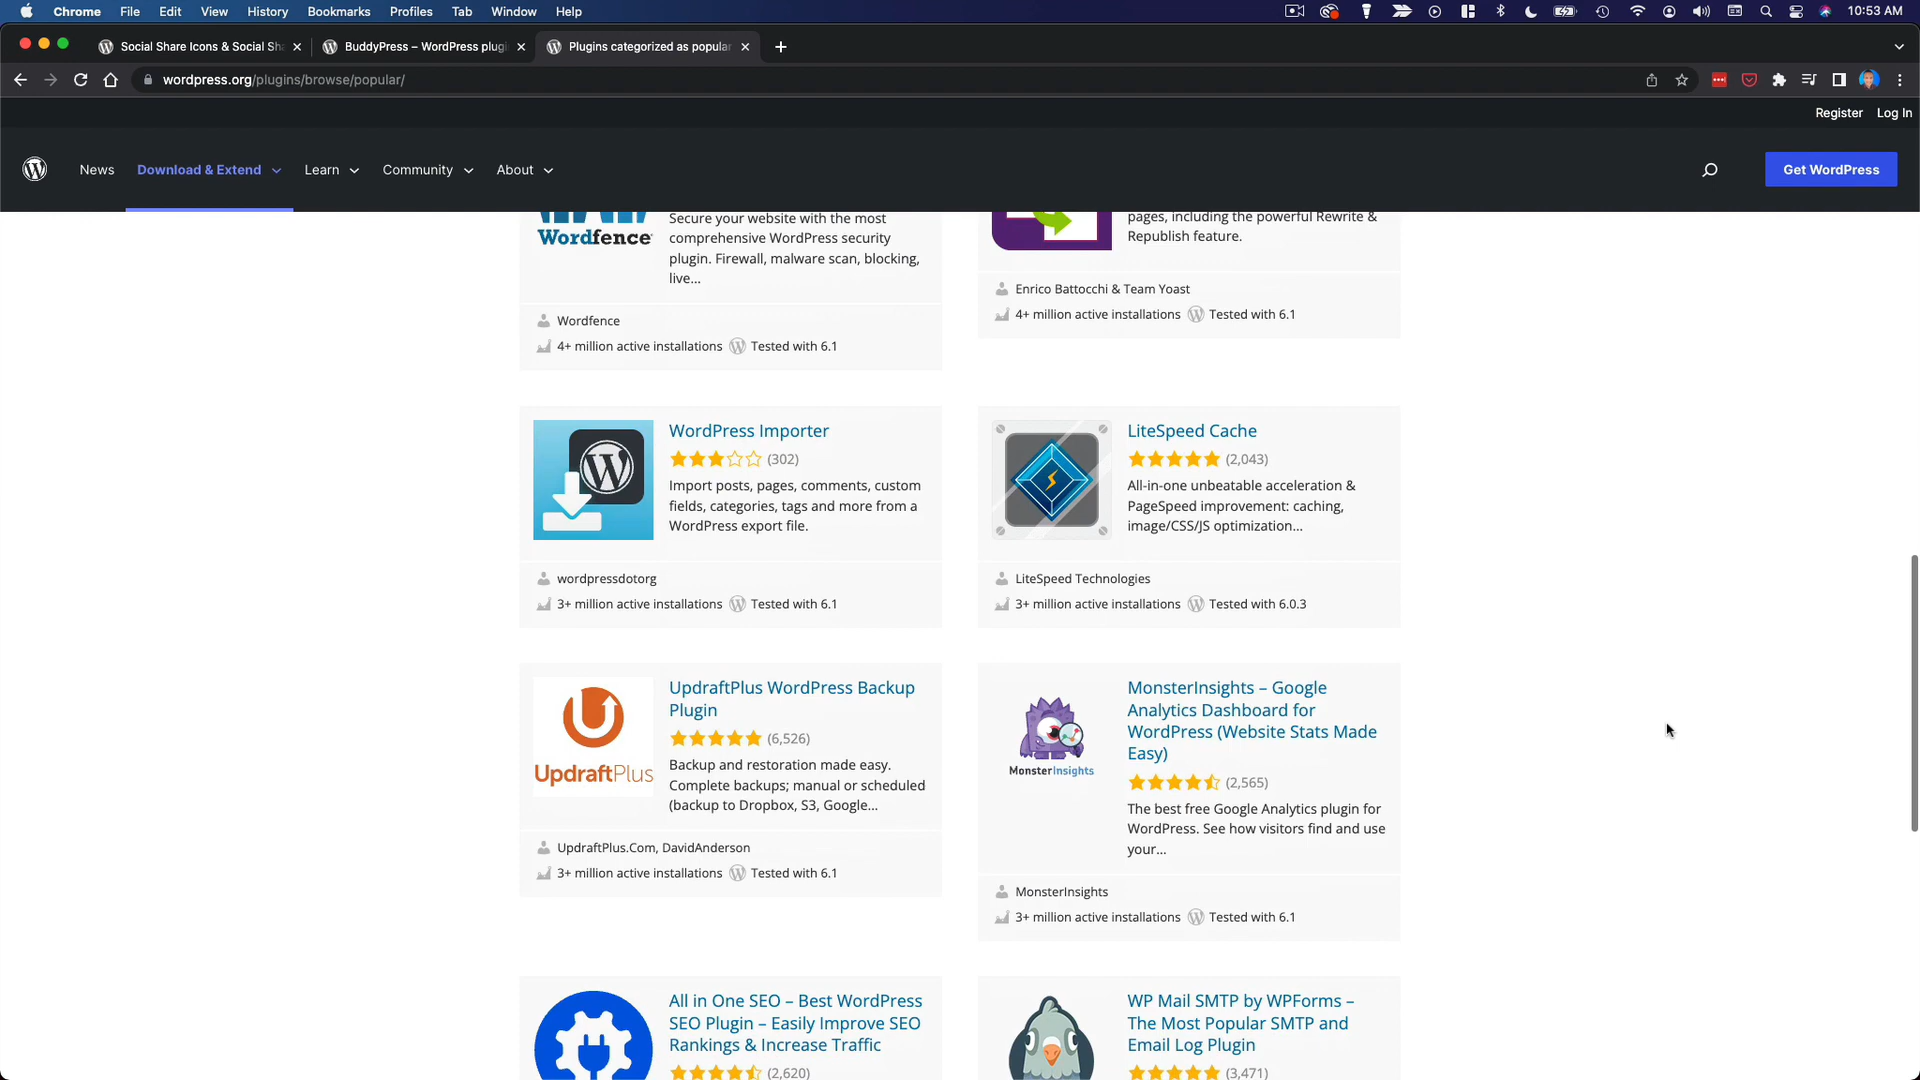 Chrome File Edit View History Bookmarks Profiles Tab Window Help 10:53 AM
Social Share Icons & Social Sha BuddyPress – WordPress plugi Plugins categorized as popular
wordpress.org/plugins/browse/popular/
Register Log In
News Download & Extend Learn Community About Get WordPress
Wordfence
Secure your website with the most
comprehensive WordPress security
plugin. Firewall, malware scan, blocking,
live...
Wordfence
4+ million active installations Tested with 6.1
pages, including the powerful Rewrite &
Republish feature.
Enrico Battocchi & Team Yoast
4+ million active installations Tested with 6.1
WordPress Importer
(302)
Import posts, pages, comments, custom
fields, categories, tags and more from a
WordPress export file.
wordpressdotorg
3+ million active installations Tested with 6.1
LiteSpeed Cache
(2,043)
All-in-one unbeatable acceleration &
PageSpeed improvement: caching,
image/CSS/JS optimization...
LiteSpeed Technologies
3+ million active installations Tested with 6.0.3
UpdraftPlus
UpdraftPlus WordPress Backup
Plugin
(6,526)
Backup and restoration made easy.
Complete backups; manual or scheduled
(backup to Dropbox, S3, Google...
UpdraftPlus.Com, DavidAnderson
3+ million active installations Tested with 6.1
MonsterInsights
MonsterInsights – Google
Analytics Dashboard for
WordPress (Website Stats Made
Easy)
(2,565)
The best free Google Analytics plugin for
WordPress. See how visitors find and use
your...
MonsterInsights
3+ million active installations Tested with 6.1
All in One SEO – Best WordPress
SEO Plugin – Easily Improve SEO
Rankings & Increase Traffic
(2,620)
WP Mail SMTP by WPForms –
The Most Popular SMTP and
Email Log Plugin
(3,471)